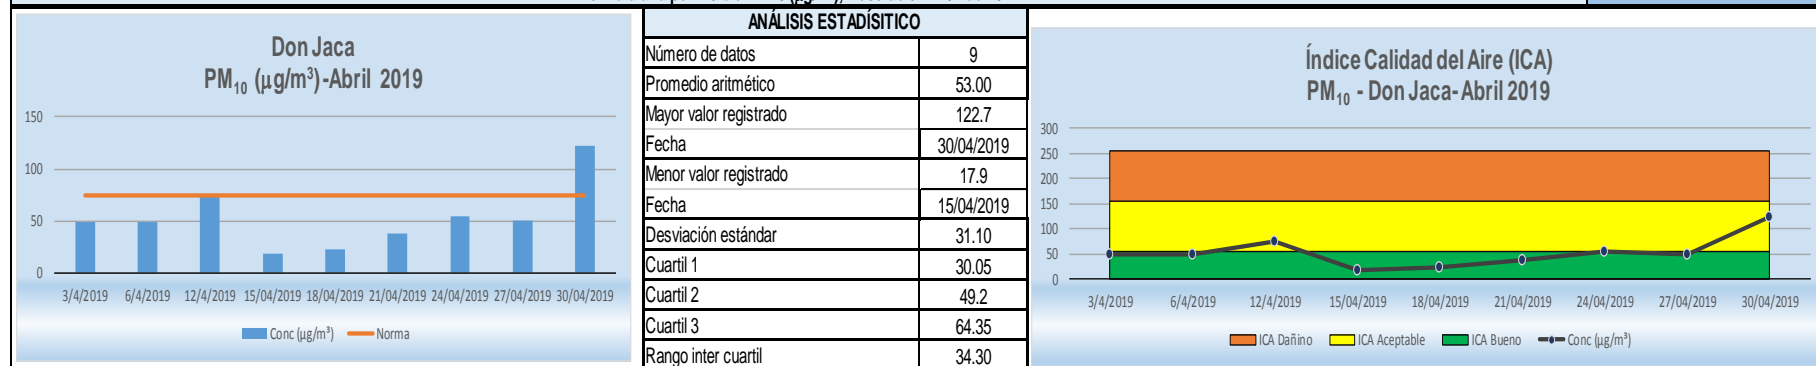 Don Jaca
PM₁₀ (µg/m³)-Abril 2019
150
100
50
0
3/4/2019 6/4/2019 12/4/2019 15/04/2019 18/04/2019 21/04/2019 24/04/2019 27/04/2019 30/04/2019
Conc (µg/m³) Norma
ANÁLISIS ESTADÍSITICO
Número de datos 9
Promedio aritmético 53.00
Mayor valor registrado 122.7
Fecha 30/04/2019
Menor valor registrado 17.9
Fecha 15/04/2019
Desviación estándar 31.10
Cuartil 1 30.05
Cuartil 2 49.2
Cuartil 3 64.35
Rango inter cuartil 34.30
Índice Calidad del Aire (ICA)
PM₁₀ - Don Jaca- Abril 2019
300
250
200
150
100
50
0
3/4/2019 6/4/2019 12/4/2019 15/04/2019 18/04/2019 21/04/2019 24/04/2019 27/04/2019 30/04/2019
ICA Dañino ICA Aceptable ICA Bueno Conc (µg/m³)